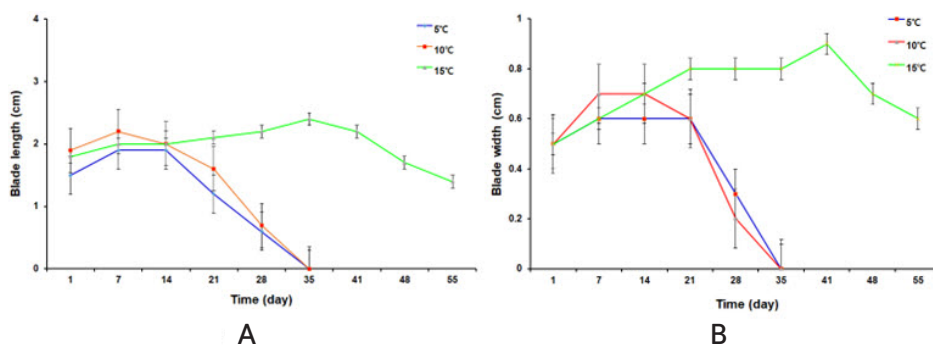 4
3
2
1
0
Blade length (cm)
5℃
10℃
15℃
1 7 14 21 28 35 41 48 55
Time (day)
A
1
0.8
0.6
0.4
0.2
0
Blade width (cm)
5℃
10℃
15℃
1 7 14 21 28 35 41 48 55
Time (day)
B